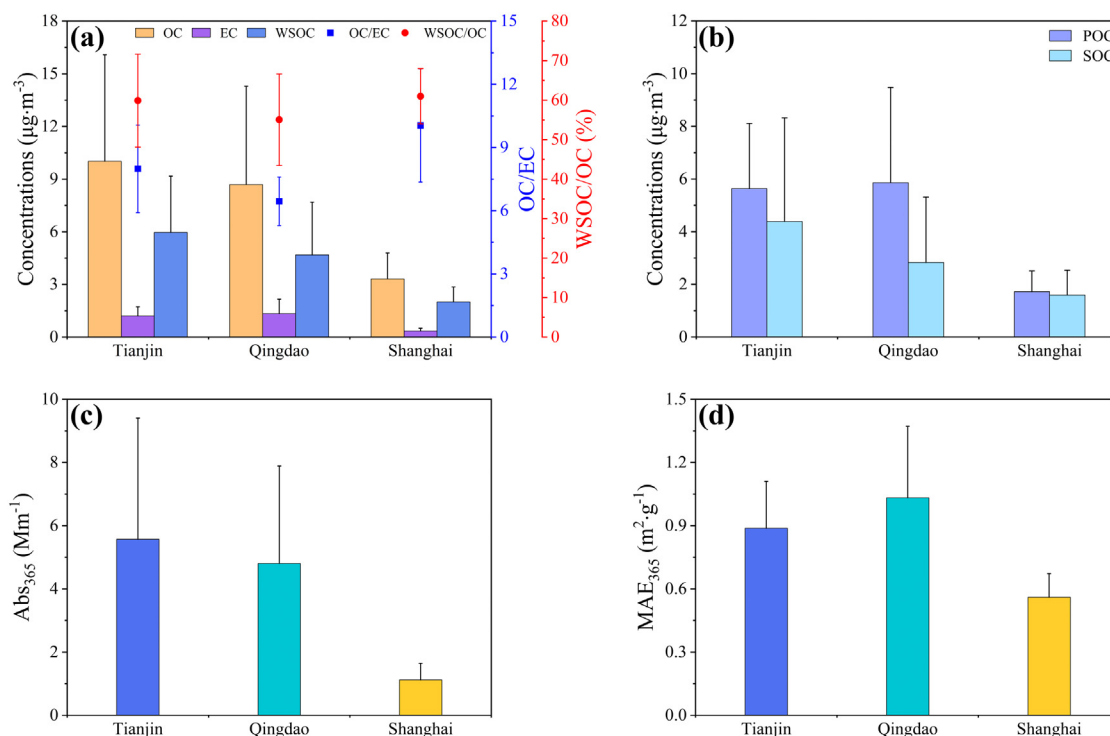 (a)
OC EC WSOC OC/EC WSOC/OC
18
15
12
9
6
3
0
Concentrations (μg·m⁻³)
Tianjin Qingdao Shanghai
15
12
9
6
3
0
OC/EC
80
70
60
50
40
30
20
10
0
WSOC/OC (%)
(b)
POC
SOC
12
10
8
6
4
2
0
Concentrations (μg·m⁻³)
Tianjin Qingdao Shanghai
(c)
10
8
6
4
2
0
Abs₃₆₅ (Mm⁻¹)
Tianjin Qingdao Shanghai
(d)
1.5
1.2
0.9
0.6
0.3
0.0
MAE₃₆₅ (m²·g⁻¹)
Tianjin Qingdao Shanghai